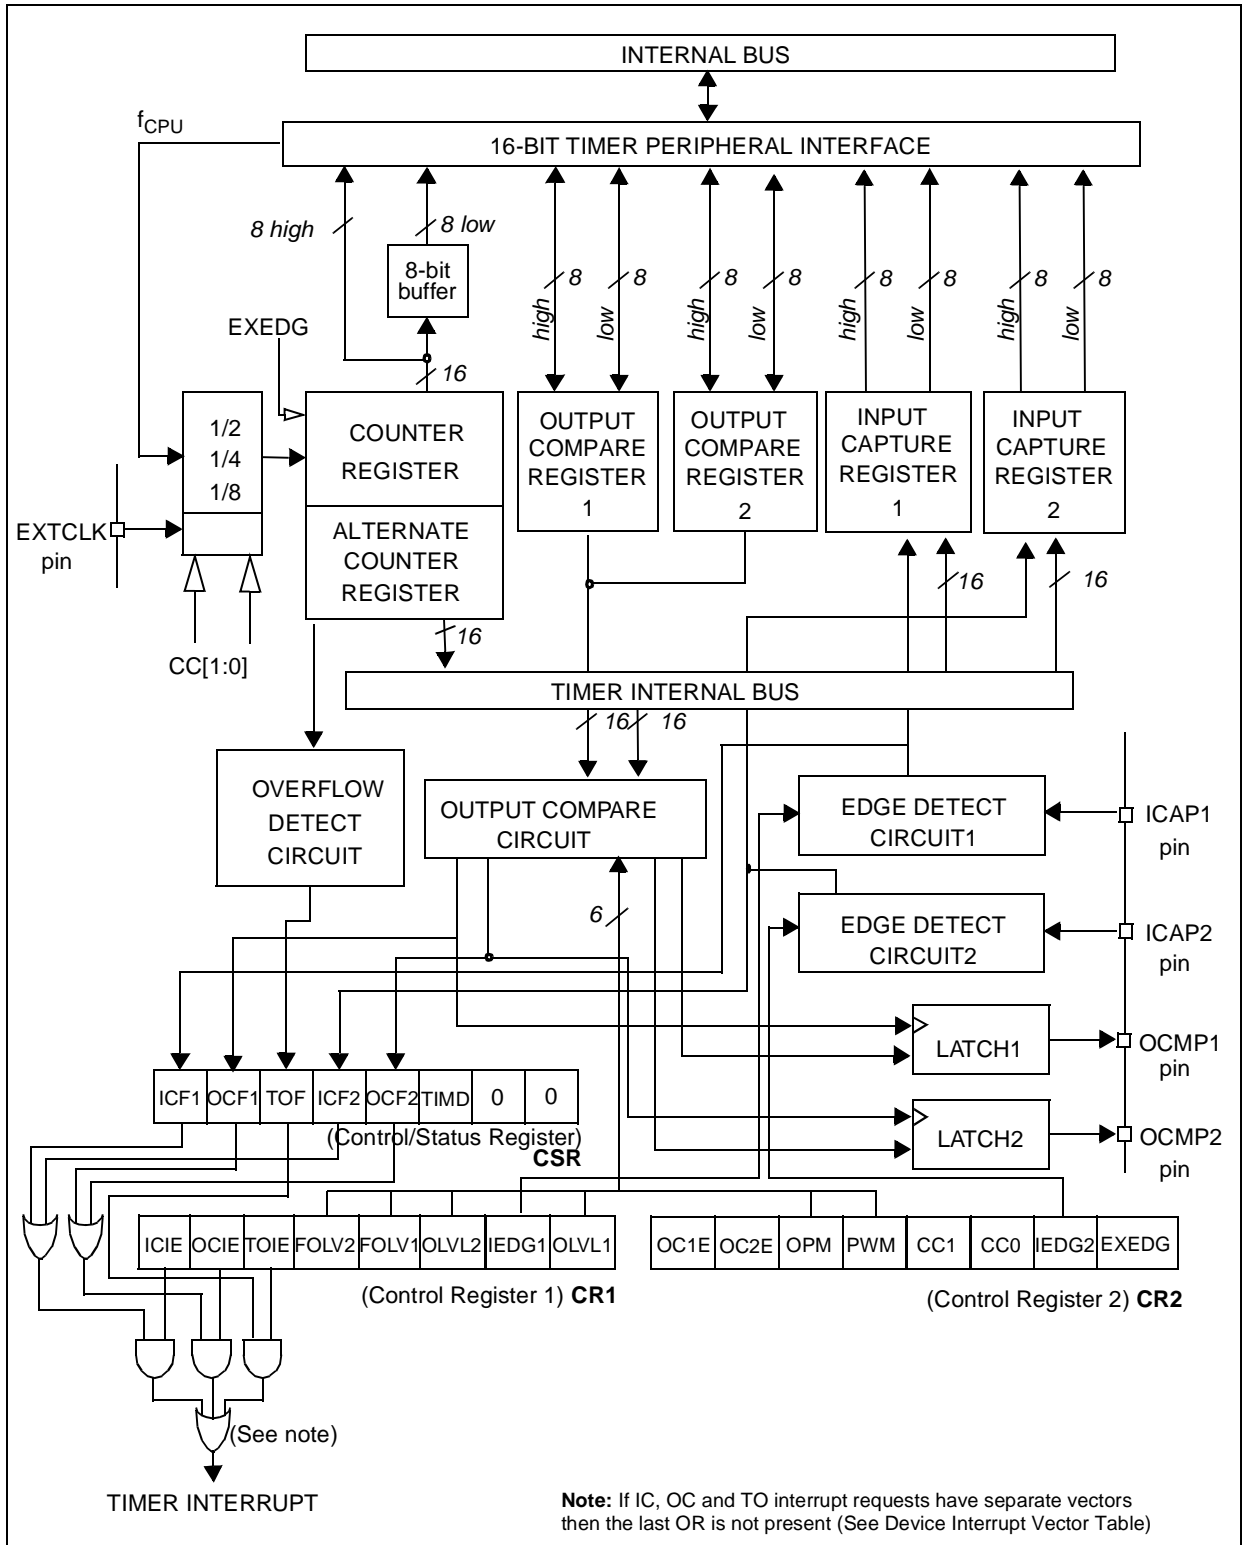 INTERNAL BUS
fCPU
16-BIT TIMER PERIPHERAL INTERFACE
8 high
8 low
8-bit
buffer
8
8
8
8
8
8
8
8
high
low
high
low
high
low
high
low
EXEDG
16
1/2
1/4
1/8
COUNTER
REGISTER
OUTPUT
COMPARE
REGISTER
1
OUTPUT
COMPARE
REGISTER
2
INPUT
CAPTURE
REGISTER
1
INPUT
CAPTURE
REGISTER
2
EXTCLK
pin
ALTERNATE
COUNTER
REGISTER
16
16
16
CC[1:0]
TIMER INTERNAL BUS
16
16
OVERFLOW
DETECT
CIRCUIT
OUTPUT COMPARE
CIRCUIT
EDGE DETECT
CIRCUIT1
ICAP1
pin
6
EDGE DETECT
CIRCUIT2
ICAP2
pin
LATCH1
OCMP1
pin
ICF1 OCF1 TOF ICF2 OCF2 TIMD 0 0
(Control/Status Register)
CSR
LATCH2
OCMP2
pin
ICIE OCIE TOIE FOLV2 FOLV1 OLVL2 IEDG1 OLVL1
OC1E OC2E OPM PWM CC1 CC0 IEDG2 EXEDG
(Control Register 1) CR1
(Control Register 2) CR2
(See note)
TIMER INTERRUPT
Note: If IC, OC and TO interrupt requests have separate vectors
then the last OR is not present (See Device Interrupt Vector Table)